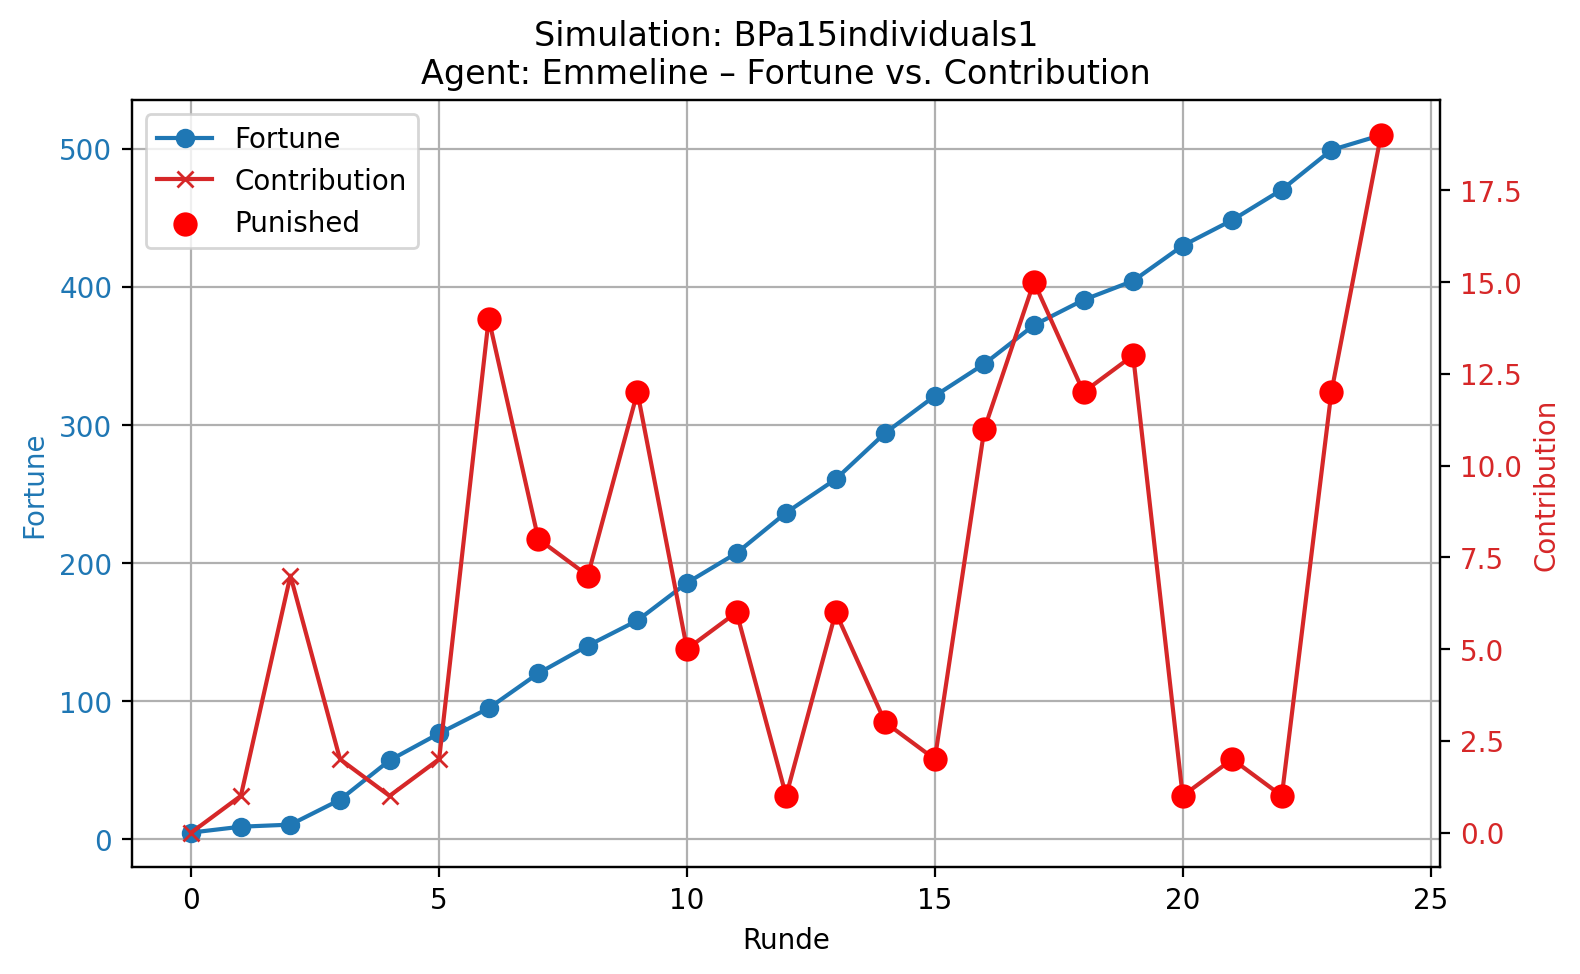 Simulation: BPa15individuals1
Agent: Emmeline – Fortune vs. Contribution
Fortune
Contribution
Punished
500
400
300
200
100
0
Fortune
17.5
15.0
12.5
10.0
7.5
5.0
2.5
0.0
Contribution
0
5
10
15
20
25
Runde